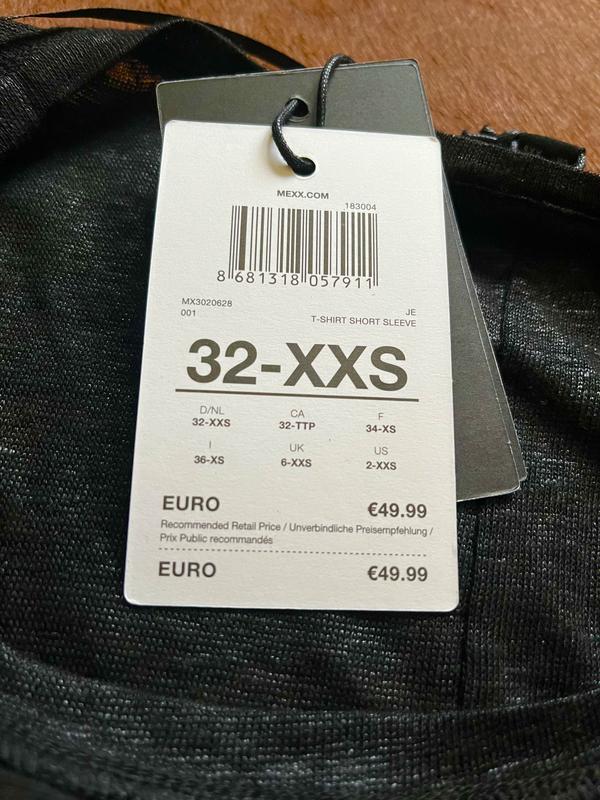 MEXX.COM
183004
8 681318 057911
MX3020628
001
JE
T-SHIRT SHORT SLEEVE
32-XXS
D/NL CA F
32-XXS 32-TTP 34-XS
I UK US
36-XS 6-XXS 2-XXS
EURO €49.99
Recommended Retail Price / Unverbindliche Preisempfehlung /
Prix Public recommandés
EURO €49.99